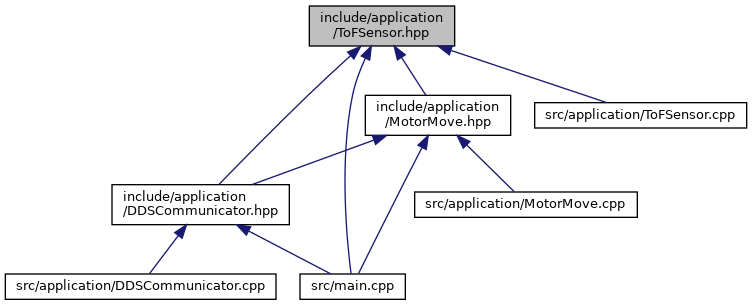 include/application
/ToFSensor.hpp
include/application
/MotorMove.hpp
src/application/ToFSensor.cpp
include/application
/DDSCommunicator.hpp
src/application/MotorMove.cpp
src/application/DDSCommunicator.cpp
src/main.cpp